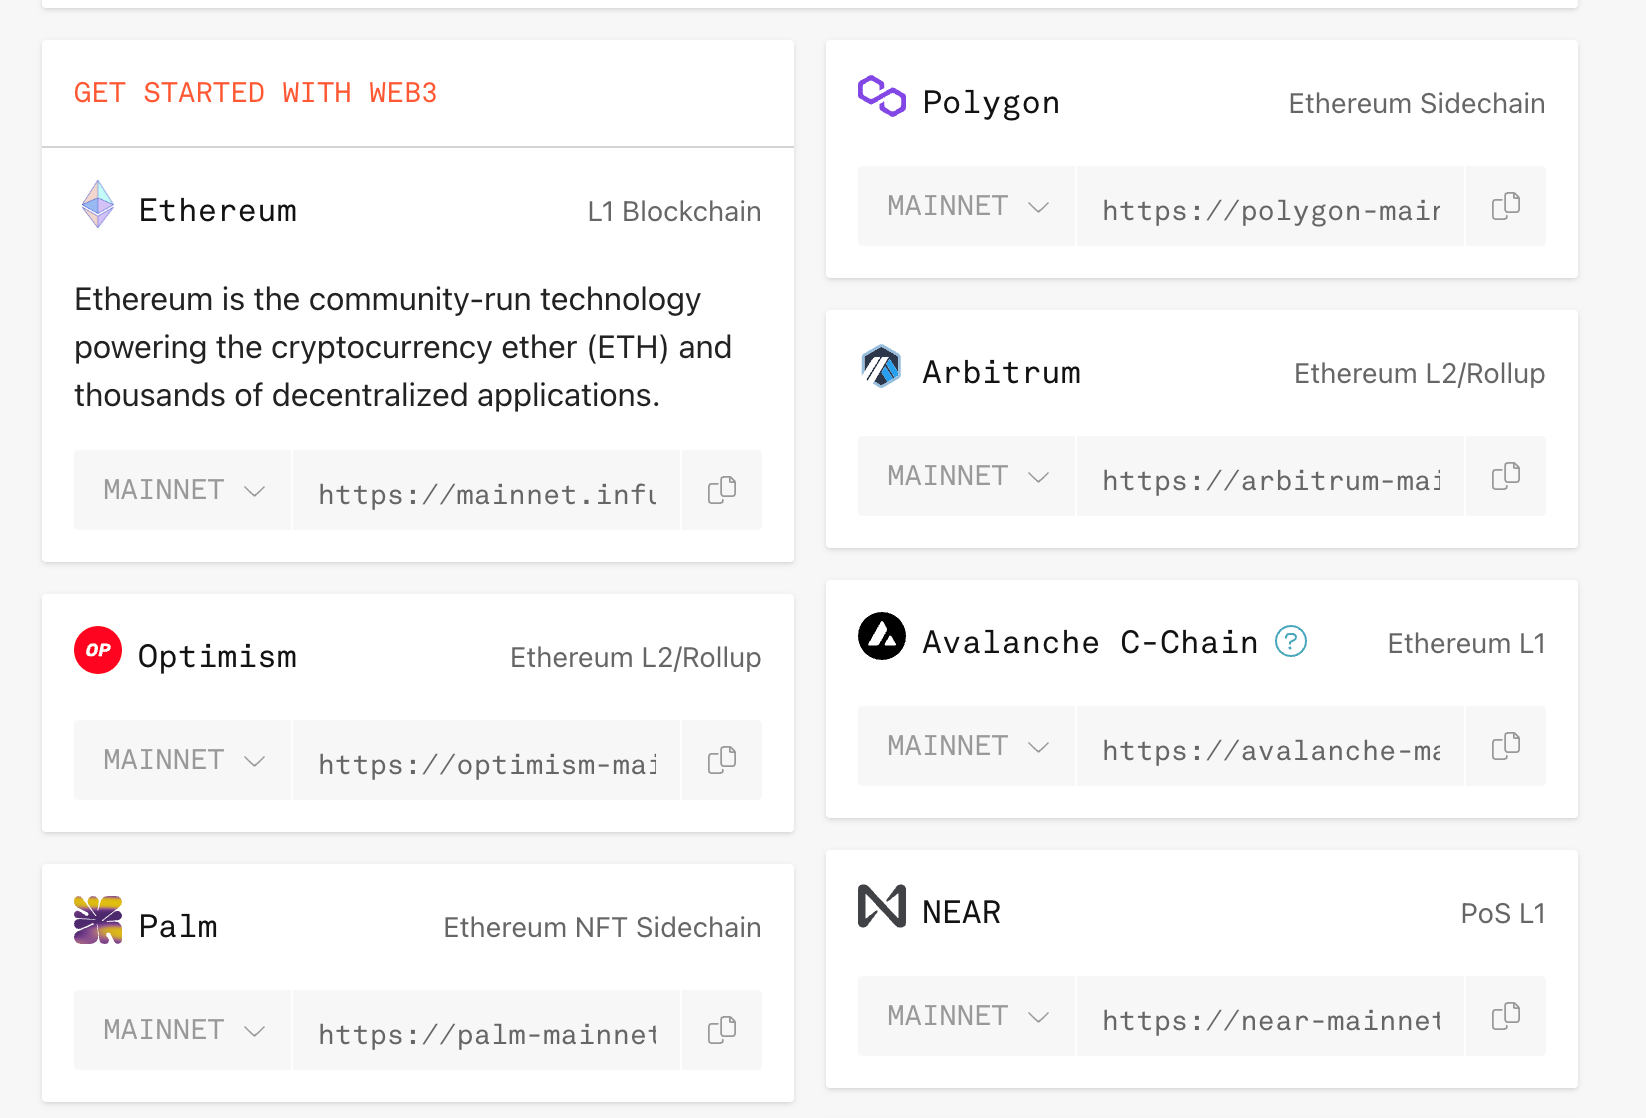 GET STARTED WITH WEB3
Ethereum
L1 Blockchain
Ethereum is the community-run technology
powering the cryptocurrency ether (ETH) and
thousands of decentralized applications.
MAINNET
https://mainnet.infu
OP
Optimism
Ethereum L2/Rollup
MAINNET
https://optimism-mai
Palm
Ethereum NFT Sidechain
MAINNET
https://palm-mainnet
Polygon
Ethereum Sidechain
MAINNET
https://polygon-main
Arbitrum
Ethereum L2/Rollup
MAINNET
https://arbitrum-mai
Avalanche C-Chain ?
Ethereum L1
MAINNET
https://avalanche-ma
NEAR
PoS L1
MAINNET
https://near-mainnet